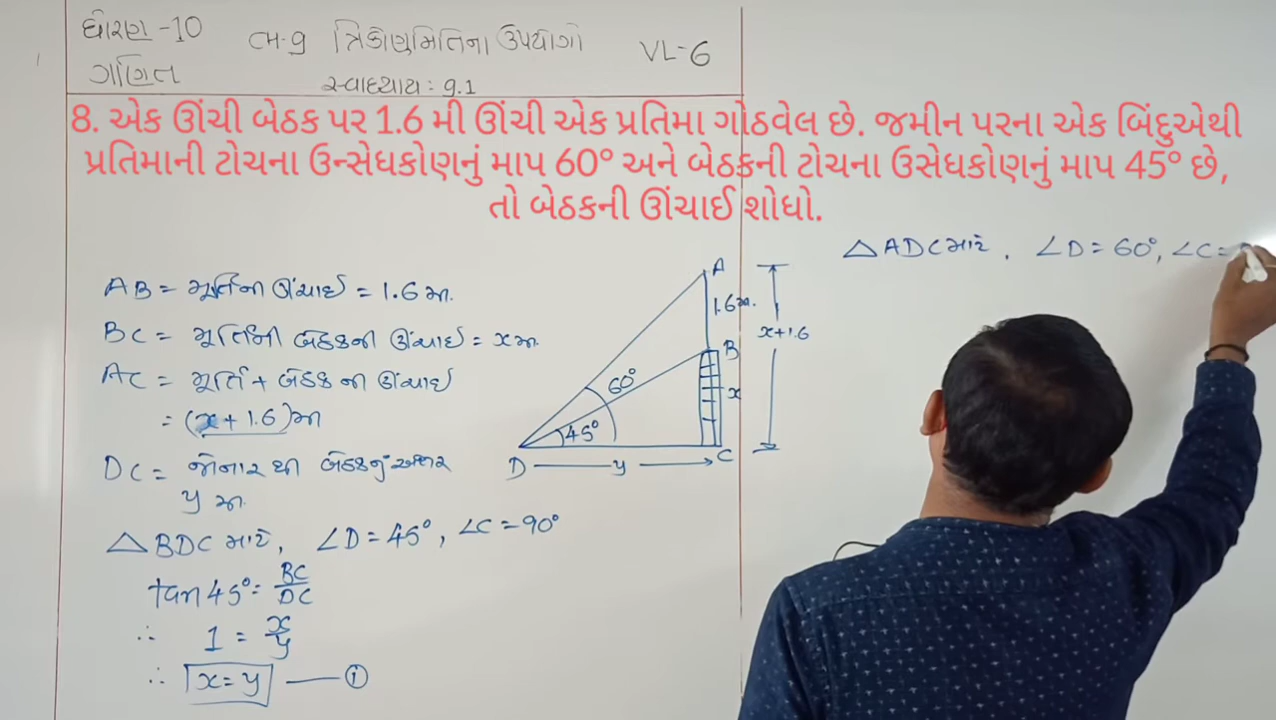 ધોરણ -10
ગણિત
પ્ર-9 ત્રિકોણમિતિના ઉપયોગો
સ્વાધ્યાય: 9.1
VL-6
8. એક ઊંચી બેઠક પર 1.6 મી ઊંચી એક પ્રતિમા ગોઠવેલ છે. જમીન પરના એક બિંદુએથી
પ્રતિમાની ટોચના ઉન્સેધકોણનું માપ 60° અને બેઠકની ટોચના ઉસેધકોણનું માપ 45° છે,
તો બેઠકની ઊંચાઈ શોધો.
AB = મૂર્તિની ઊંચાઈ = 1.6 મી.
BC = મૂર્તિની બેઠકની ઊંચાઈ = x મી.
AC = મૂર્તિ + બેઠક ની ઊંચાઈ
= (x + 1.6) મી
DC = જોનાર થી બેઠકનું અંતર
y મી.
△BDC માટે, ∠D = 45°, ∠C = 90°
tan 45° = BC/DC
∴ 1 = x/y
∴ x = y —— ①
A
1.6 મી.
B
x
x+1.6
60°
45°
D
y
C
△ADC માટે, ∠D = 60°, ∠C =